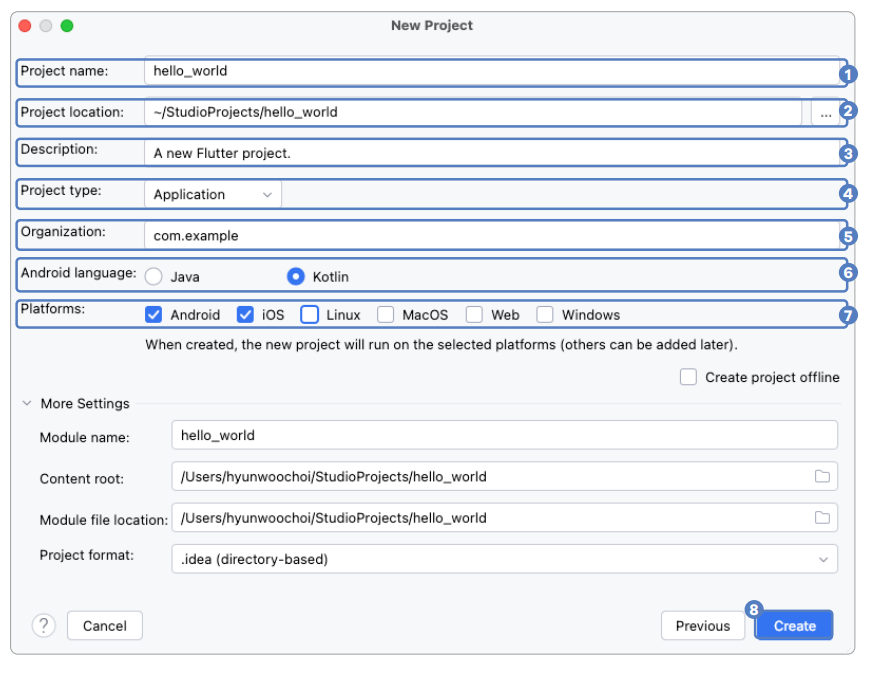 New Project
Project name: hello_world 1
Project location: ~/StudioProjects/hello_world ... 2
Description: A new Flutter project. 3
Project type: Application 4
Organization: com.example 5
Android language: Java Kotlin 6
Platforms: Android iOS Linux MacOS Web Windows 7
When created, the new project will run on the selected platforms (others can be added later).
Create project offline
More Settings
Module name: hello_world
Content root: /Users/hyunwoochoi/StudioProjects/hello_world
Module file location: /Users/hyunwoochoi/StudioProjects/hello_world
Project format: .idea (directory-based)
8
? Cancel Previous Create